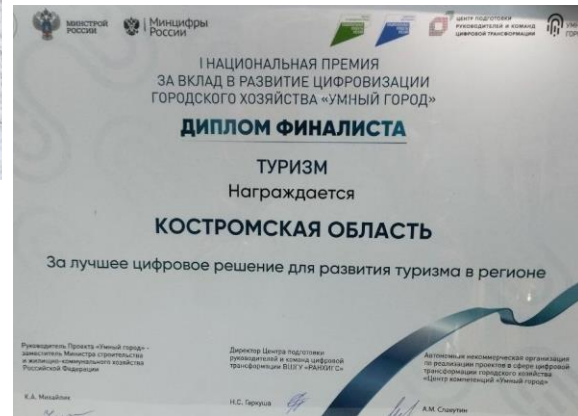 МИНСТРОЙ
РОССИИ
Минцифры
России
ЦЕНТР ПОДГОТОВКИ
РУКОВОДИТЕЛЕЙ И КОМАНД
ЦИФРОВОЙ ТРАНСФОРМАЦИИ
I НАЦИОНАЛЬНАЯ ПРЕМИЯ
ЗА ВКЛАД В РАЗВИТИЕ ЦИФРОВИЗАЦИИ
ГОРОДСКОГО ХОЗЯЙСТВА «УМНЫЙ ГОРОД»
ДИПЛОМ ФИНАЛИСТА
ТУРИЗМ
Награждается
КОСТРОМСКАЯ ОБЛАСТЬ
За лучшее цифровое решение для развития туризма в регионе
Руководитель Проекта «Умный город» -
заместитель Министра строительства
и жилищно-коммунального хозяйства
Российской Федерации
К.А. Михайлик
Директор Центра подготовки
руководителей и команд цифровой
трансформации ВШГУ «РАНХИГС»
Н.С. Гаркуша
Автономная некоммерческая организация
по реализации проектов в сфере цифровой
трансформации городского хозяйства
«Центр компетенций «Умный город»
А.М. Славутин